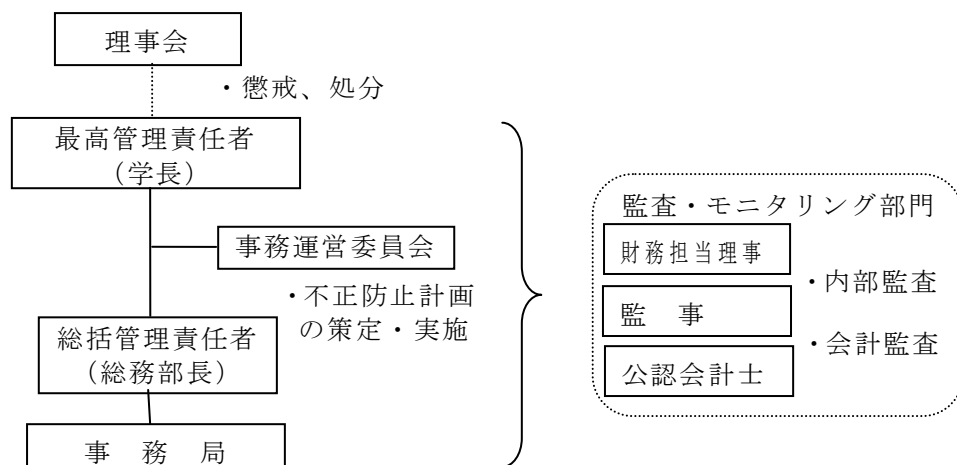 理事会
・懲戒、処分
最高管理責任者
（学長）
事務運営委員会
・不正防止計画
の策定・実施
総括管理責任者
（総務部長）
事　務　局
監査・モニタリング部門
財務担当理事
・内部監査
監　事
・会計監査
公認会計士